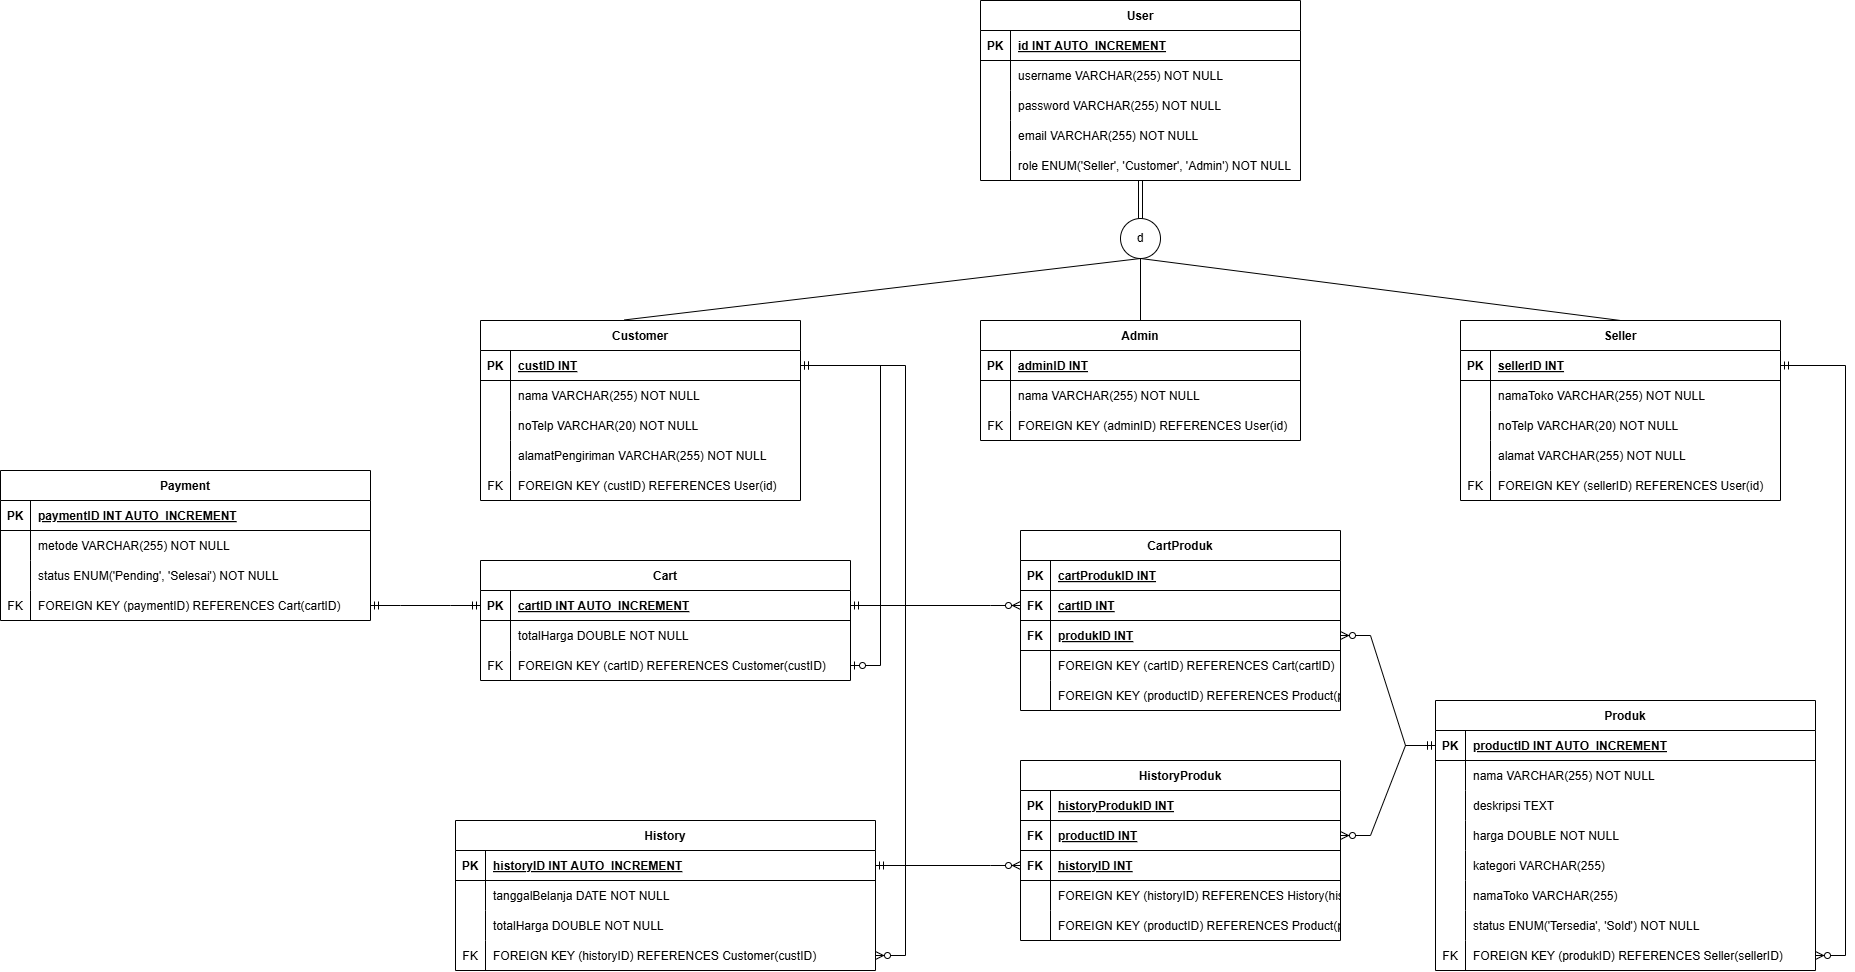 User
PK id INT AUTO_INCREMENT
username VARCHAR(255) NOT NULL
password VARCHAR(255) NOT NULL
email VARCHAR(255) NOT NULL
role ENUM('Seller', 'Customer', 'Admin') NOT NULL
d
Customer
PK custID INT
nama VARCHAR(255) NOT NULL
noTelp VARCHAR(20) NOT NULL
alamatPengiriman VARCHAR(255) NOT NULL
FK FOREIGN KEY (custID) REFERENCES User(id)
Admin
PK adminID INT
nama VARCHAR(255) NOT NULL
FK FOREIGN KEY (adminID) REFERENCES User(id)
Seller
PK sellerID INT
namaToko VARCHAR(255) NOT NULL
noTelp VARCHAR(20) NOT NULL
alamat VARCHAR(255) NOT NULL
FK FOREIGN KEY (sellerID) REFERENCES User(id)
Payment
PK paymentID INT AUTO_INCREMENT
metode VARCHAR(255) NOT NULL
status ENUM('Pending', 'Selesai') NOT NULL
FK FOREIGN KEY (paymentID) REFERENCES Cart(cartID)
Cart
PK cartID INT AUTO_INCREMENT
totalHarga DOUBLE NOT NULL
FK FOREIGN KEY (cartID) REFERENCES Customer(custID)
CartProduk
PK cartProdukID INT
FK cartID INT
FK produkID INT
FOREIGN KEY (cartID) REFERENCES Cart(cartID)
FOREIGN KEY (productID) REFERENCES Product(
Produk
PK productID INT AUTO_INCREMENT
nama VARCHAR(255) NOT NULL
deskripsi TEXT
harga DOUBLE NOT NULL
kategori VARCHAR(255)
namaToko VARCHAR(255)
status ENUM('Tersedia', 'Sold') NOT NULL
FK FOREIGN KEY (produkID) REFERENCES Seller(sellerID)
HistoryProduk
PK historyProdukID INT
FK productID INT
FK historyID INT
FOREIGN KEY (historyID) REFERENCES History(his
FOREIGN KEY (productID) REFERENCES Product(
History
PK historyID INT AUTO_INCREMENT
tanggalBelanja DATE NOT NULL
totalHarga DOUBLE NOT NULL
FK FOREIGN KEY (historyID) REFERENCES Customer(custID)